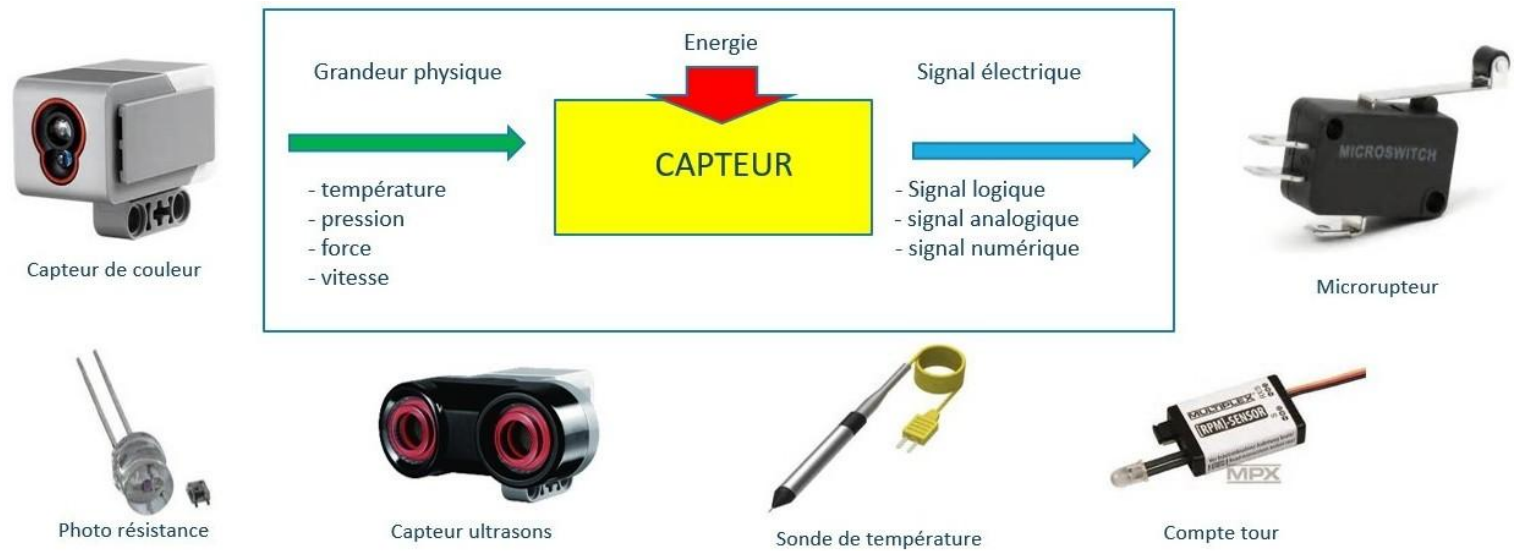 Energie
Grandeur physique
Signal électrique
CAPTEUR
- température
- pression
- force
- vitesse
- Signal logique
- signal analogique
- signal numérique
MICROSWITCH
Capteur de couleur
Microrupteur
MULTIPLEX
[RPM]-SENSOR
MPX
Photo résistance
Capteur ultrasons
Sonde de température
Compte tour